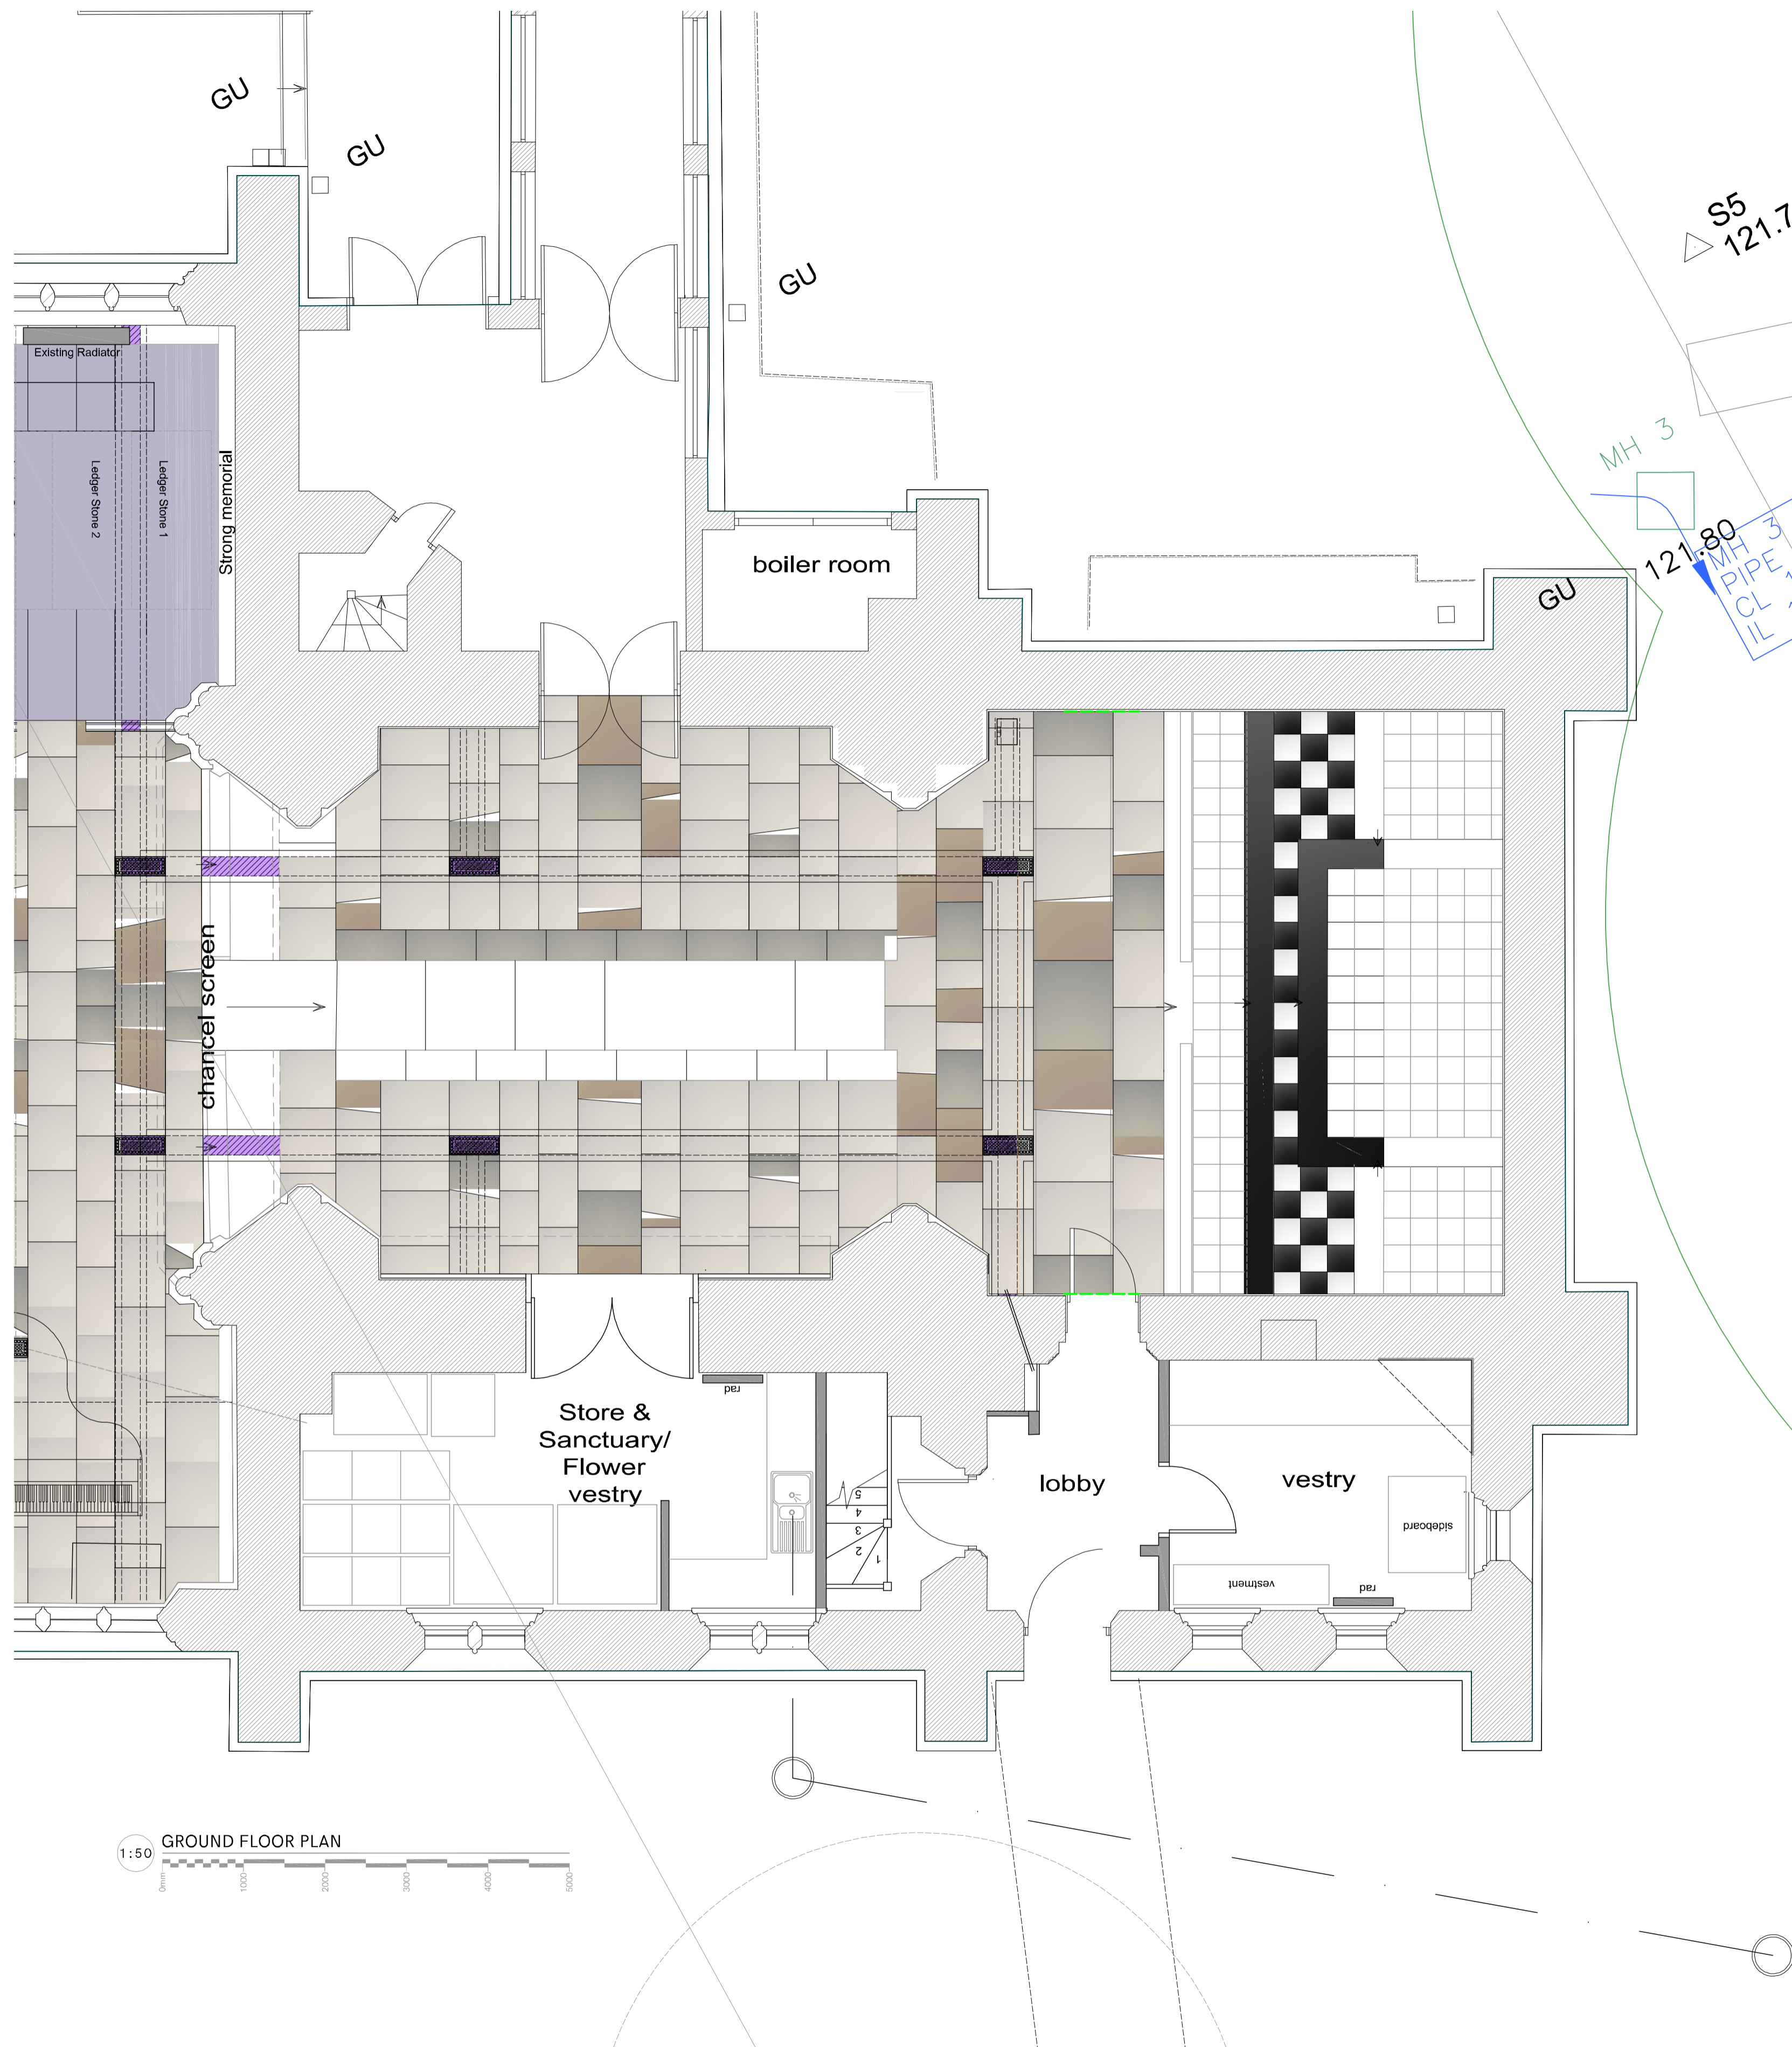 GU
GU
GU
S5
121.7
Existing Radiator
Ledger Stone 2
Ledger Stone 1
Strong memorial
MH 3
121.80
MH 3
PIPE
CL
IL
GU
boiler room
chancel screen
rad
Store &
Sanctuary/
Flower
vestry
5
4
3
2
1
lobby
vestry
sideboard
vestment
rad
1:50
GROUND FLOOR PLAN
0mm
1000
2000
3000
4000
5000